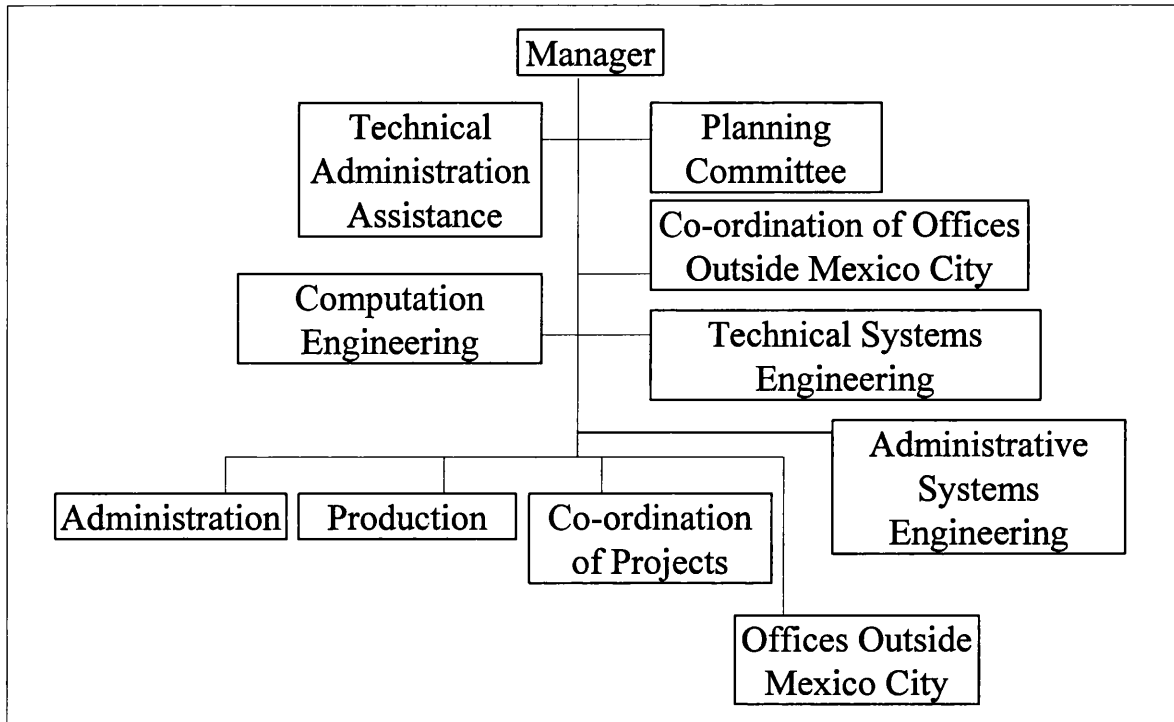 Manager
Technical
Administration
Assistance
Planning
Committee
Co-ordination of Offices
Outside Mexico City
Computation
Engineering
Technical Systems
Engineering
Administrative
Systems
Engineering
Administration
Production
Co-ordination
of Projects
Offices Outside
Mexico City